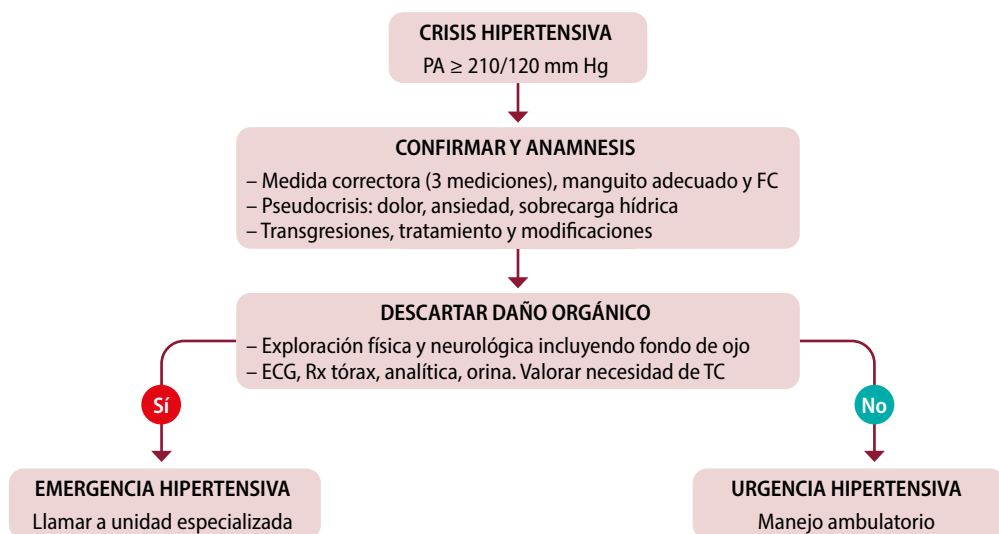 CRISIS HIPERTENSIVA
PA ≥ 210/120 mm Hg
CONFIRMAR Y ANAMNESIS
– Medida correctora (3 mediciones), manguito adecuado y FC
– Pseudocrisis: dolor, ansiedad, sobrecarga hídrica
– Transgresiones, tratamiento y modificaciones
DESCARTAR DAÑO ORGÁNICO
– Exploración física y neurológica incluyendo fondo de ojo
– ECG, Rx tórax, analítica, orina. Valorar necesidad de TC
Sí
No
EMERGENCIA HIPERTENSIVA
Llamar a unidad especializada
URGENCIA HIPERTENSIVA
Manejo ambulatorio